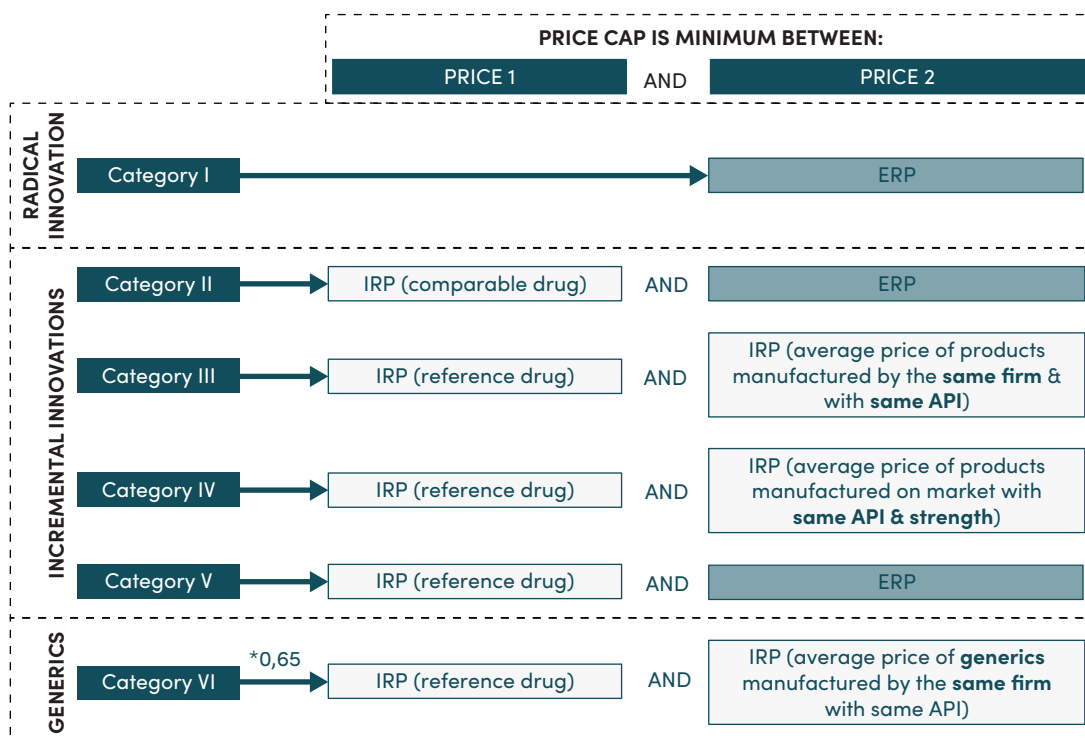 PRICE CAP IS MINIMUM BETWEEN:
PRICE 1 AND PRICE 2
RADICAL
INNOVATION
Category I ERP
INCREMENTAL INNOVATIONS
Category II IRP (comparable drug) AND ERP
Category III IRP (reference drug) AND
IRP (average price of products
manufactured by the same firm &
with same API)
Category IV IRP (reference drug) AND
IRP (average price of products
manufactured on market with
same API & strength)
Category V IRP (reference drug) AND ERP
GENERICS
Category VI *0,65 IRP (reference drug) AND
IRP (average price of generics
manufactured by the same firm
with same API)